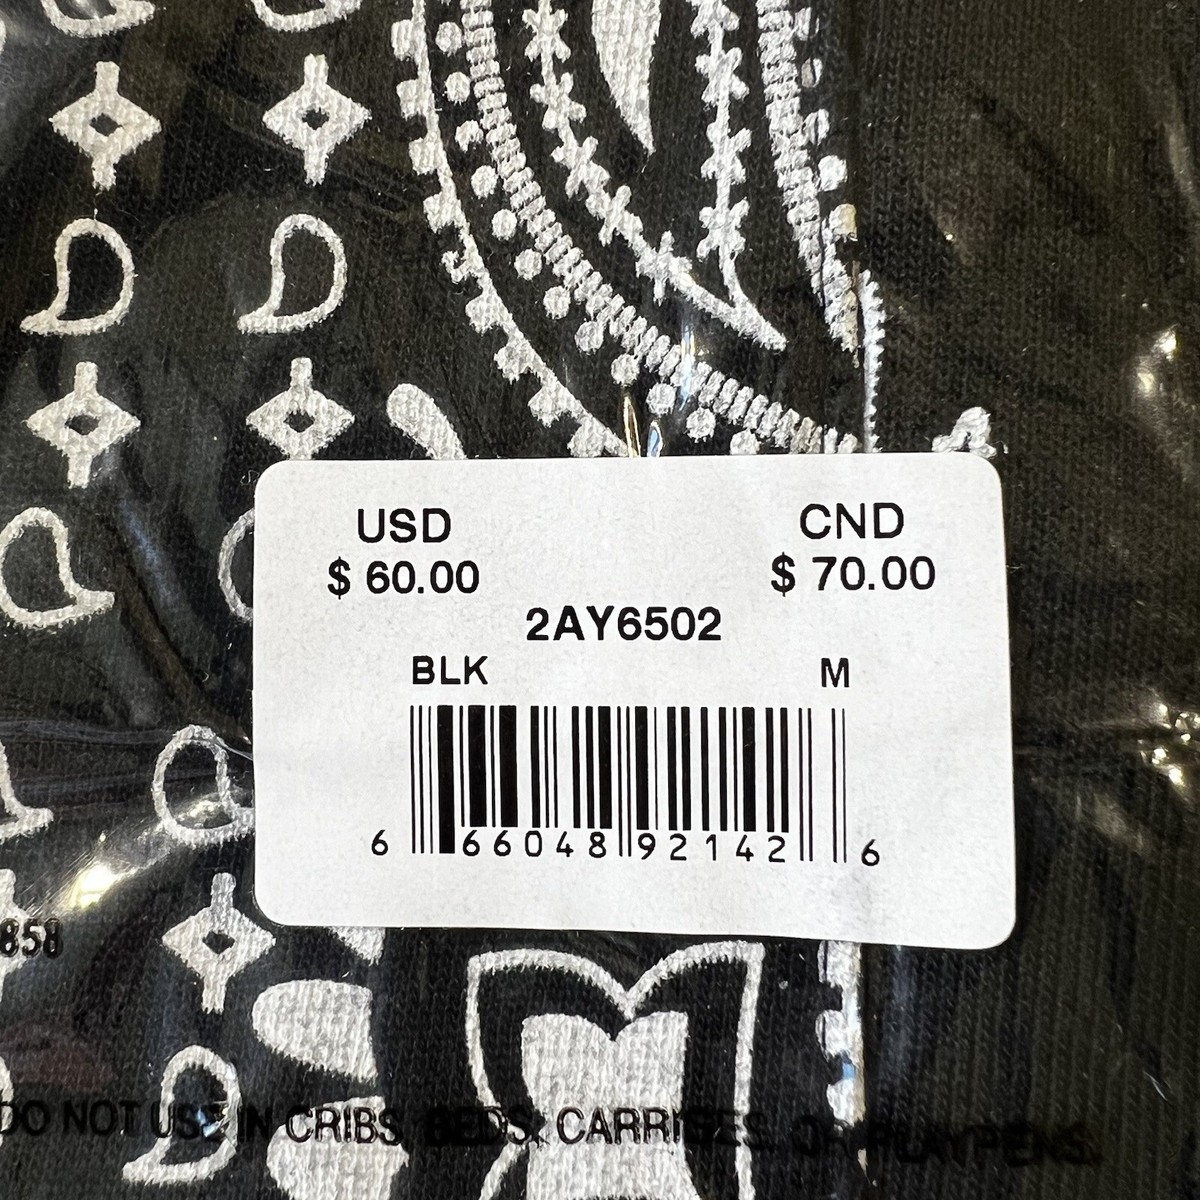 USD CND
$ 60.00 $ 70.00
2AY6502
BLK M
6 66048 92142 6
858
DO NOT USE IN CRIBS, BEDS, CARRIAGES, OR PLAYPENS.